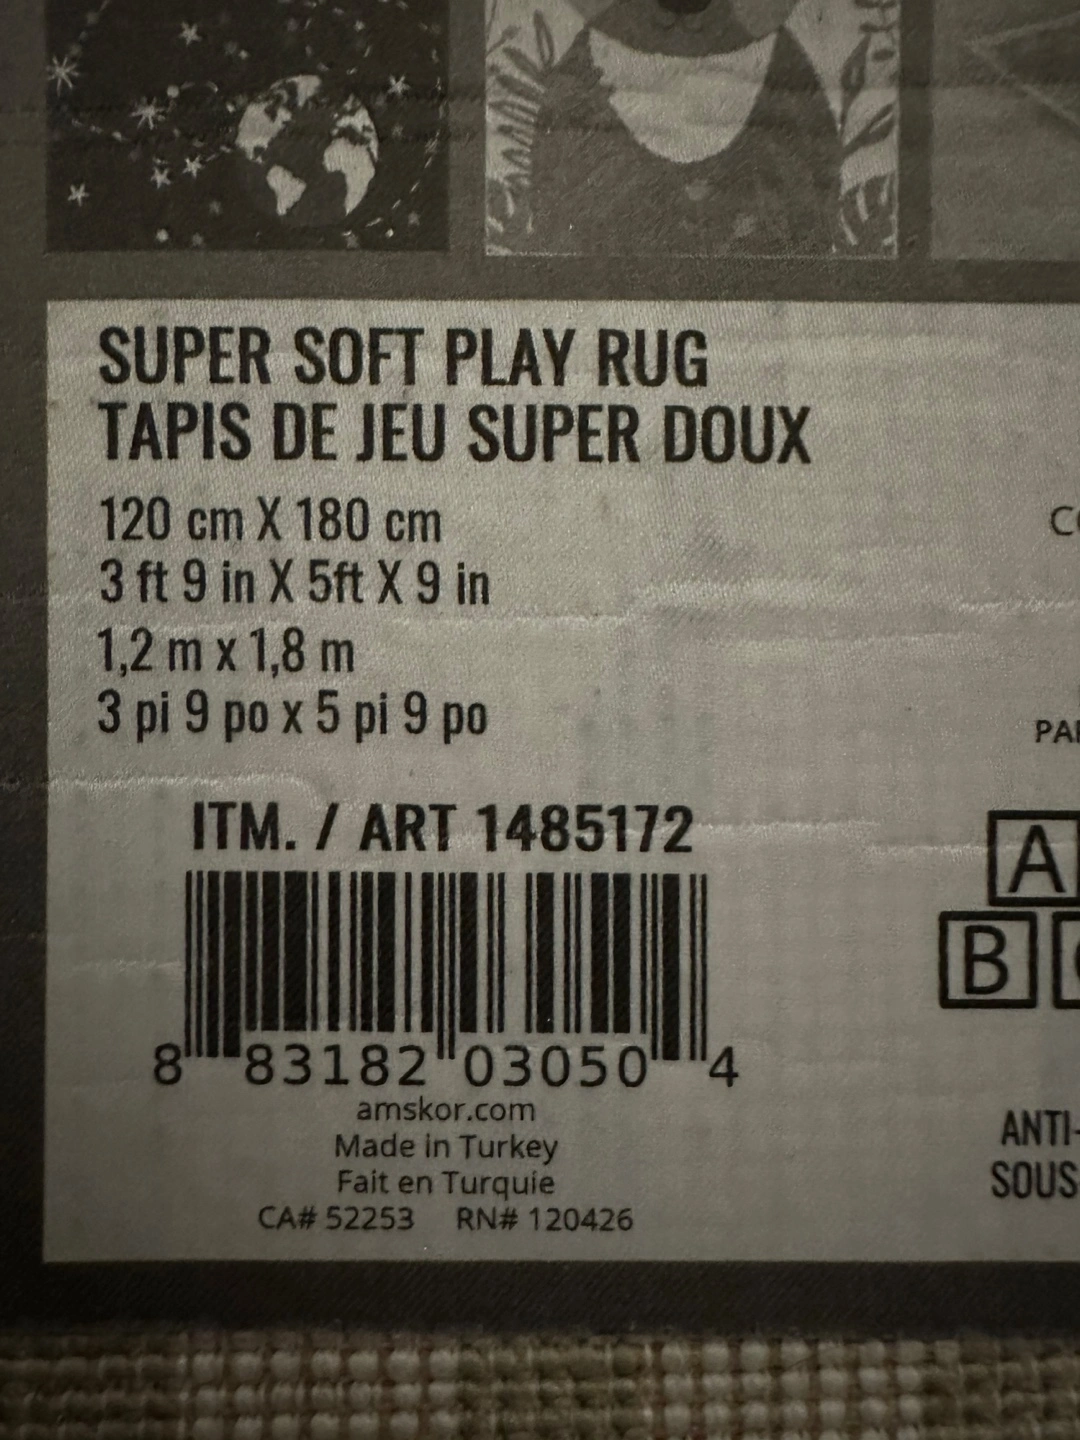 SUPER SOFT PLAY RUG
TAPIS DE JEU SUPER DOUX
120 cm X 180 cm
3 ft 9 in X 5ft X 9 in
1,2 m x 1,8 m
3 pi 9 po x 5 pi 9 po
ITM. / ART 1485172
8 83182 03050 4
amskor.com
Made in Turkey
Fait en Turquie
CA# 52253 RN# 120426
A
B
ANTI-
SOUS